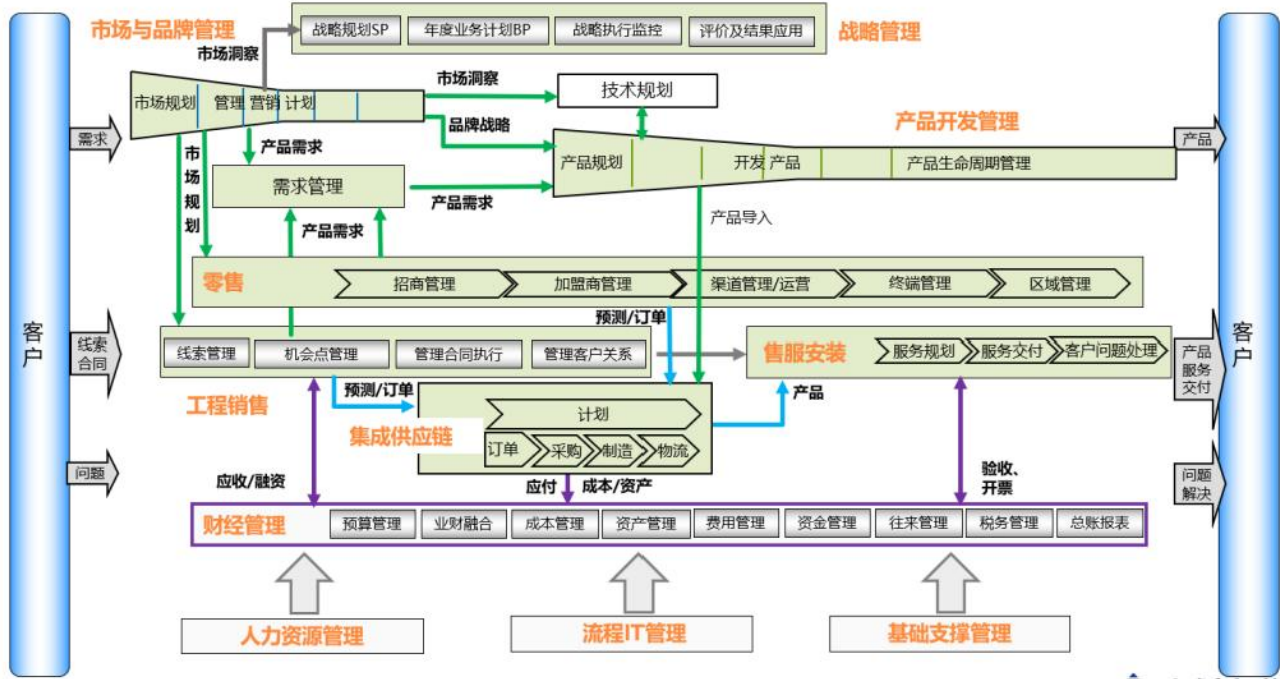 市场与品牌管理
战略规划SP
年度业务计划BP
战略执行监控
评价及结果应用
战略管理
市场洞察
市场规划
管理 营销 计划
市场洞察
技术规划
品牌战略
产品开发管理
需求
产品
产品需求
市场规划
产品规划
开发 产品
产品生命周期管理
需求管理
产品需求
产品需求
产品导入
零售
招商管理
加盟商管理
渠道管理/运营
终端管理
区域管理
预测/订单
客户
线索
合同
线索管理
机会点管理
管理合同执行
管理客户关系
售服安装
服务规划
服务交付
客户问题处理
产品
服务
交付
客户
工程销售
预测/订单
集成供应链
计划
订单
采购
制造
物流
产品
问题
应收/融资
应付
成本/资产
验收、
开票
问题
解决
财经管理
预算管理
业财融合
成本管理
资产管理
费用管理
资金管理
往来管理
税务管理
总账报表
人力资源管理
流程IT管理
基础支撑管理